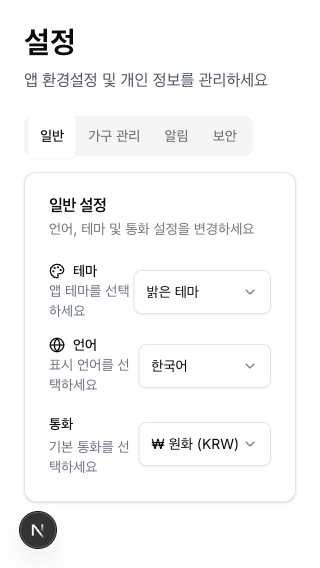 설정
앱 환경설정 및 개인 정보를 관리하세요
일반 가구 관리 알림 보안
일반 설정
언어, 테마 및 통화 설정을 변경하세요
테마
앱 테마를 선택
하세요
밝은 테마
언어
표시 언어를 선
택하세요
한국어
통화
기본 통화를 선
택하세요
₩ 원화 (KRW)
N